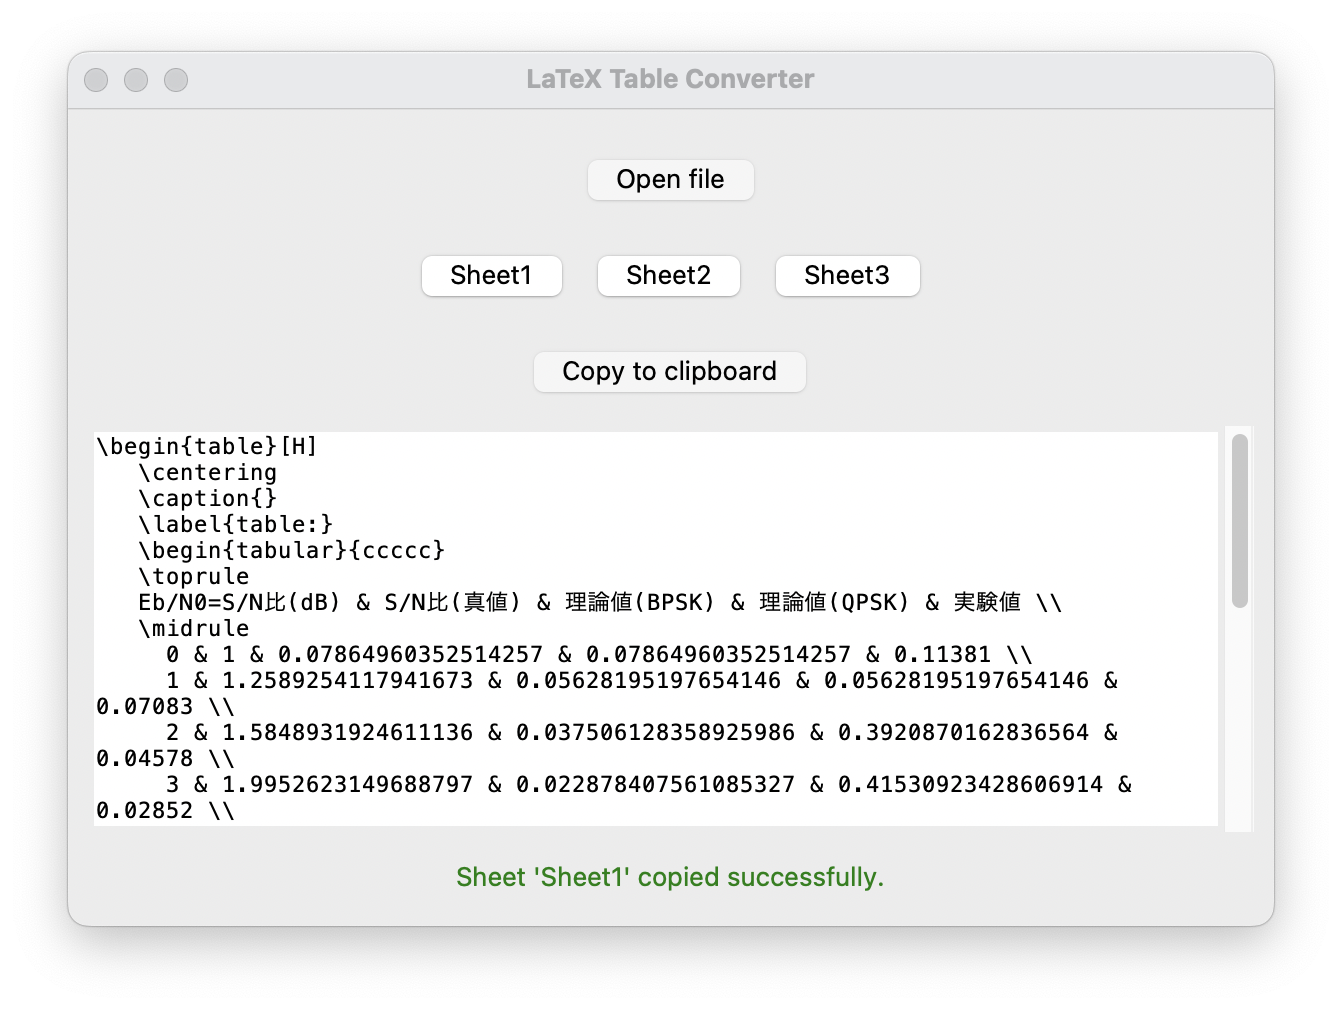 LaTeX Table Converter
Open file
Sheet1 Sheet2 Sheet3
Copy to clipboard
\begin{table}[H]
   \centering
   \caption{}
   \label{table:}
   \begin{tabular}{ccccc}
   \toprule
   Eb/N0=S/N比(dB) & S/N比(真値) & 理論値(BPSK) & 理論値(QPSK) & 実験値 \\
   \midrule
     0 & 1 & 0.07864960352514257 & 0.07864960352514257 & 0.11381 \\
     1 & 1.2589254117941673 & 0.05628195197654146 & 0.05628195197654146 &
0.07083 \\
     2 & 1.5848931924611136 & 0.037506128358925986 & 0.3920870162836564 &
0.04578 \\
     3 & 1.9952623149688797 & 0.022878407561085327 & 0.41530923428606914 &
0.02852 \\
Sheet 'Sheet1' copied successfully.